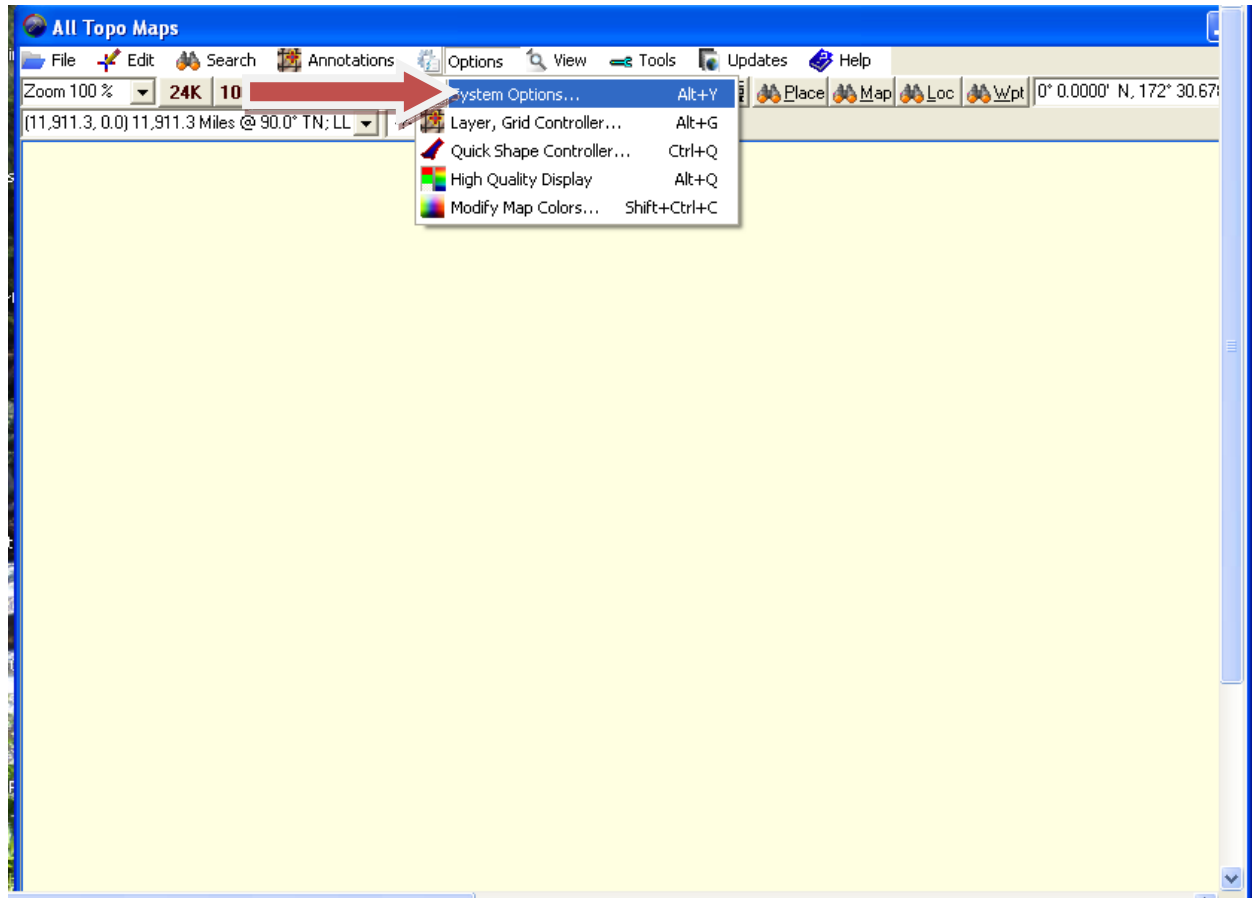 All Topo Maps
File Edit Search Annotations Options View Tools Updates Help
Zoom 100 % 24K 10 Place Map Loc Wpt 0° 0.0000' N, 172° 30.67
(11,911.3, 0.0) 11,911.3 Miles @ 90.0° TN; LL
System Options... Alt+Y
Layer, Grid Controller... Alt+G
Quick Shape Controller... Ctrl+Q
High Quality Display Alt+Q
Modify Map Colors... Shift+Ctrl+C